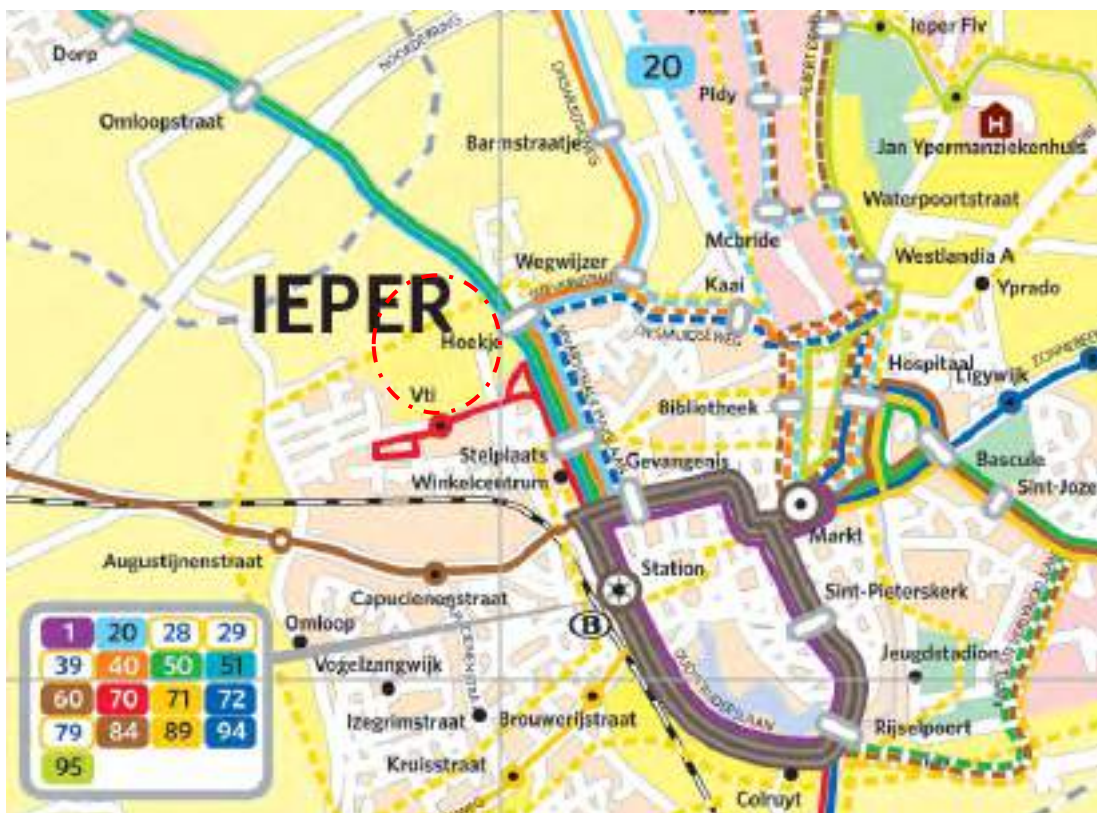 Ieper Flv
Dorp
NOORDERRING
20
Pldy
Omloopstraat
Barmstraatje
H
Jan Ypermanziekenhuis
Waterpoortstraat
Mcbride
Wegwijzer
Westlandia A
Kaai
IEPER
Yprado
Hoekje
DIKSMUIDSEWEG
Hospitaal
Ligywijk
Vti
Bibliotheek
Stelplaats
Gevangenis
Bascule
Winkelcentrum
Sint-Joze
Markt
Augustijnenstraat
Station
Capucienenstraat
Sint-Pieterskerk
B
Omloop
Vogelzangwijk
Jeugdstadion
Izegrimstraat
Brouwerijstraat
Rijselpoort
Kruisstraat
Colruyt
1 20 28 29
39 40 50 51
60 70 71 72
79 84 89 94
95